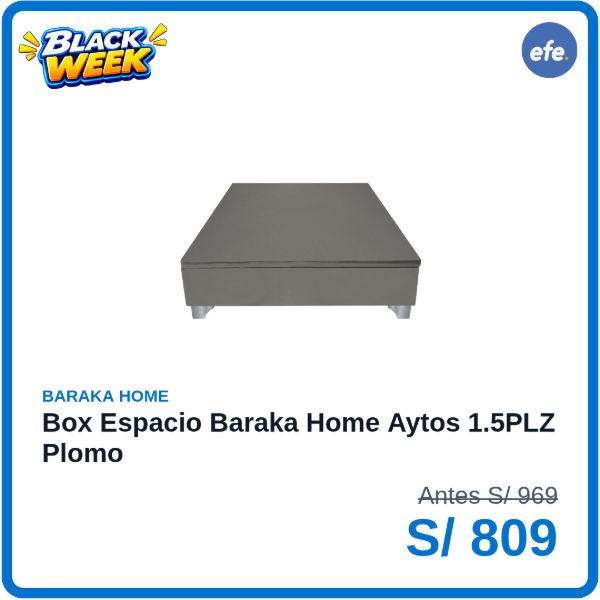 BLACK
WEEK
efe.
BARAKA HOME
Box Espacio Baraka Home Aytos 1.5PLZ
Plomo
Antes S/ 969
S/ 809